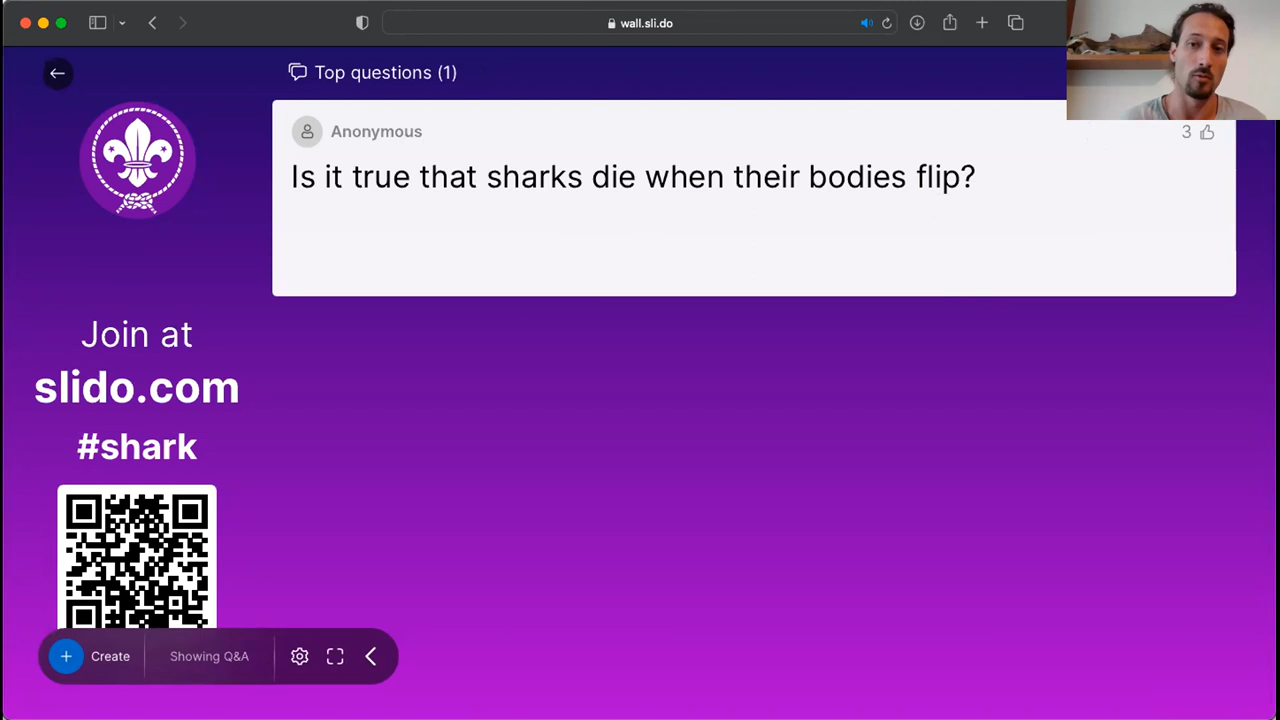 wall.sli.do
Top questions (1)
Anonymous
3
Is it true that sharks die when their bodies flip?
Join at
slido.com
#shark
Create
Showing Q&A